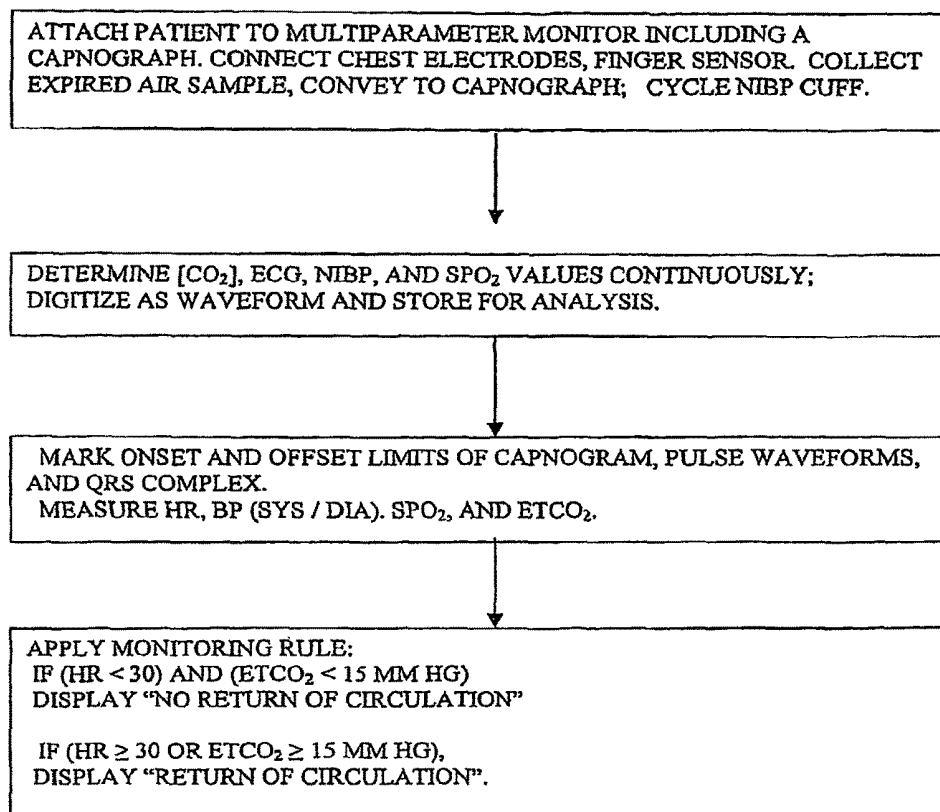 ATTACH PATIENT TO MULTIPARAMETER MONITOR INCLUDING A
CAPNOGRAPH. CONNECT CHEST ELECTRODES, FINGER SENSOR. COLLECT
EXPIRED AIR SAMPLE, CONVEY TO CAPNOGRAPH; CYCLE NIBP CUFF.
DETERMINE [CO₂], ECG, NIBP, AND SPO₂ VALUES CONTINUOUSLY;
DIGITIZE AS WAVEFORM AND STORE FOR ANALYSIS.
MARK ONSET AND OFFSET LIMITS OF CAPNOGRAM, PULSE WAVEFORMS,
AND QRS COMPLEX.
MEASURE HR, BP (SYS / DIA). SPO₂, AND ETCO₂.
APPLY MONITORING RULE:
IF (HR < 30) AND (ETCO₂ < 15 MM HG)
DISPLAY “NO RETURN OF CIRCULATION”
IF (HR ≥ 30 OR ETCO₂ ≥ 15 MM HG),
DISPLAY “RETURN OF CIRCULATION”.